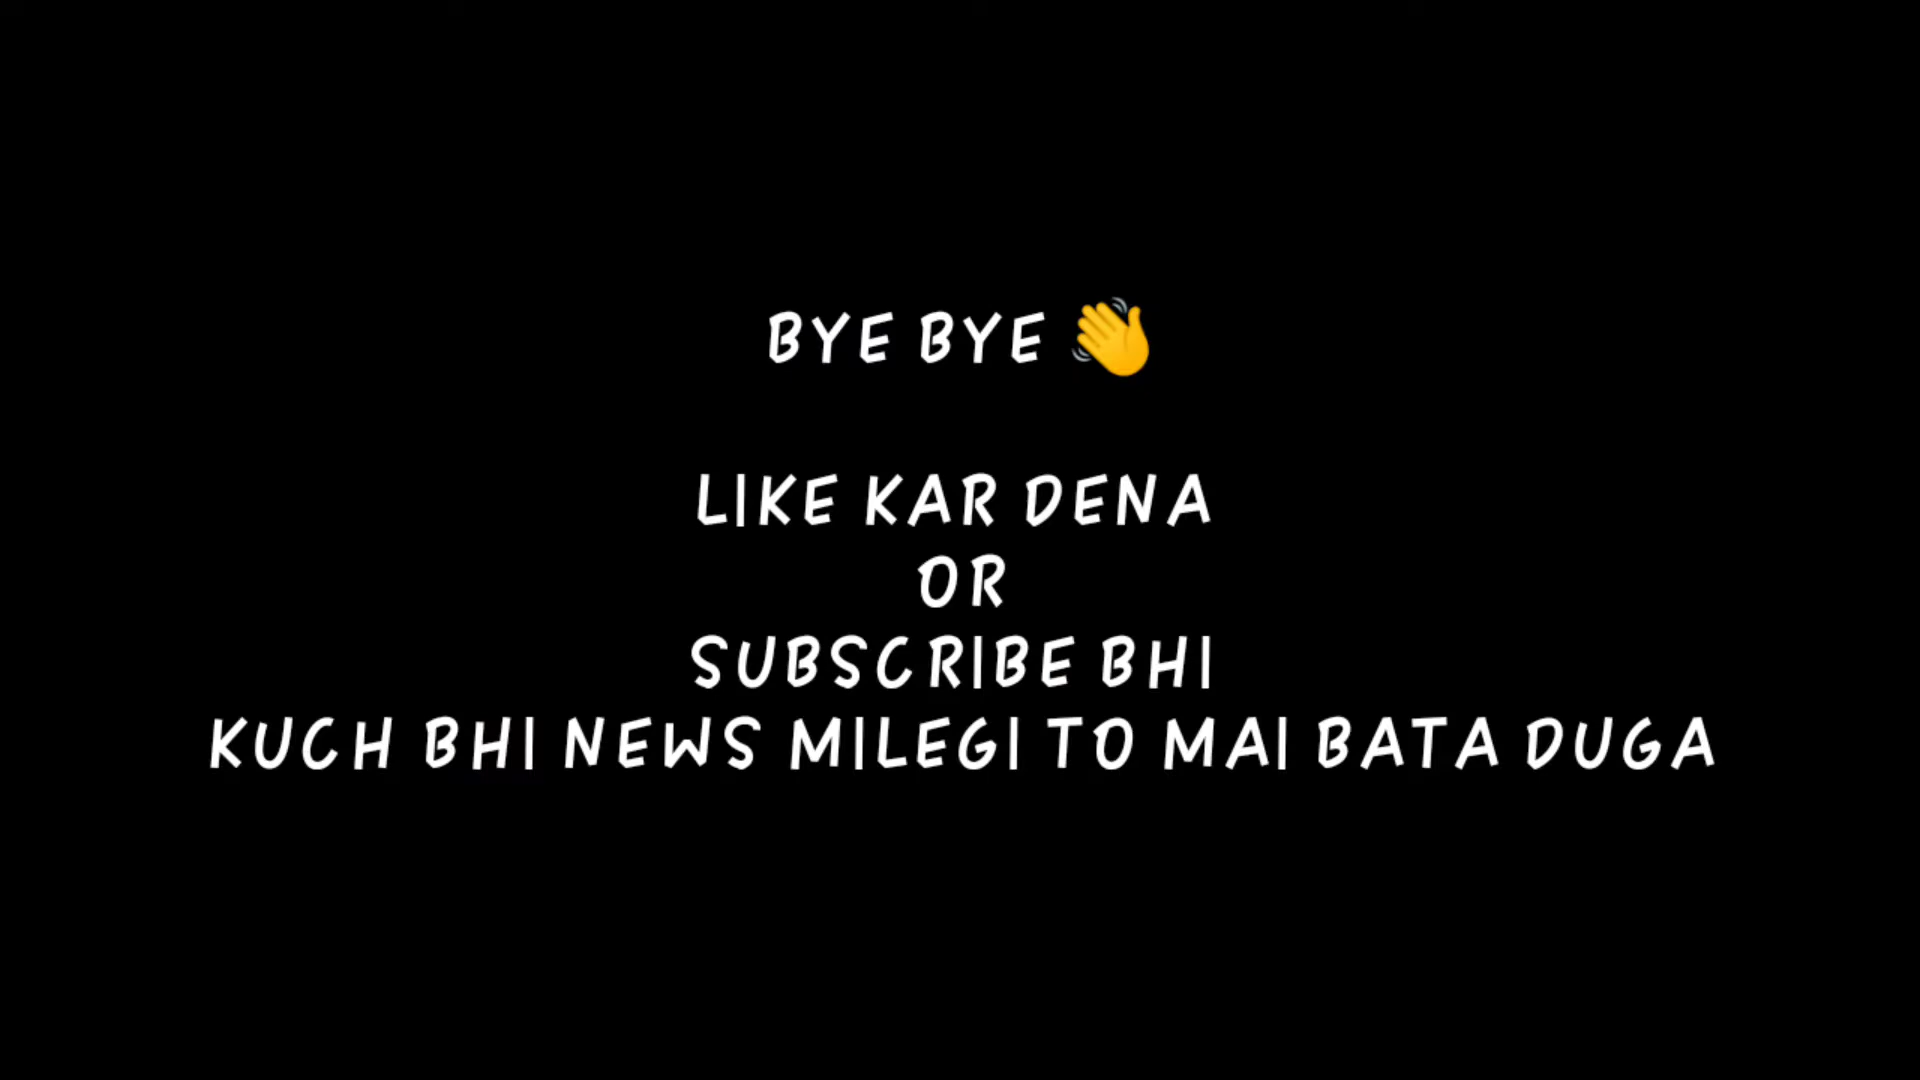 BYE BYE 👋
LIKE KAR DENA
OR
SUBSCRIBE BHI
KUCH BHI NEWS MILEGI TO MAI BATA DUGA